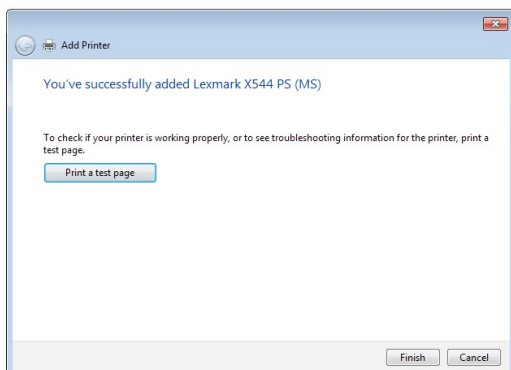 Add Printer
You've successfully added Lexmark X544 PS (MS)
To check if your printer is working properly, or to see troubleshooting information for the printer, print a
test page.
Print a test page
Finish Cancel